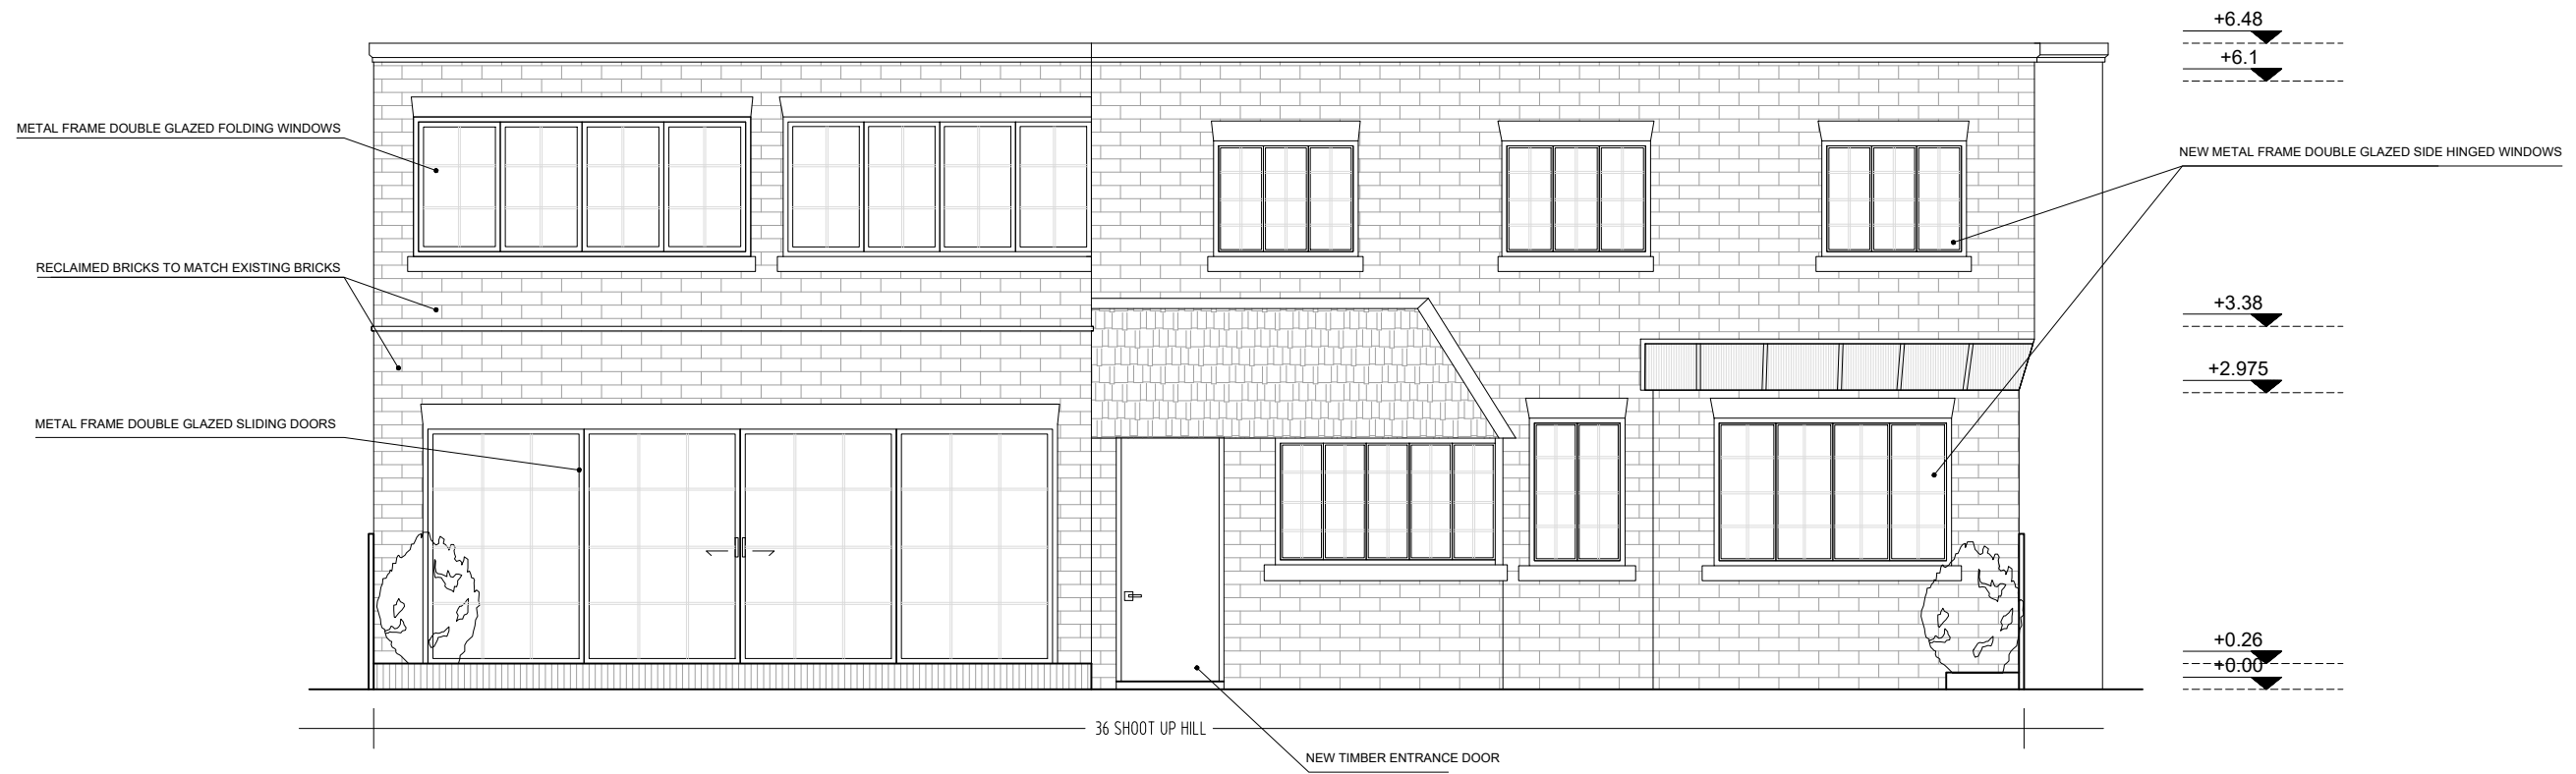 +6.48
+6.1
METAL FRAME DOUBLE GLAZED FOLDING WINDOWS
NEW METAL FRAME DOUBLE GLAZED SIDE HINGED WINDOWS
RECLAIMED BRICKS TO MATCH EXISTING BRICKS
+3.38
+2.975
METAL FRAME DOUBLE GLAZED SLIDING DOORS
+0.26
+0.00
36 SHOOT UP HILL
NEW TIMBER ENTRANCE DOOR